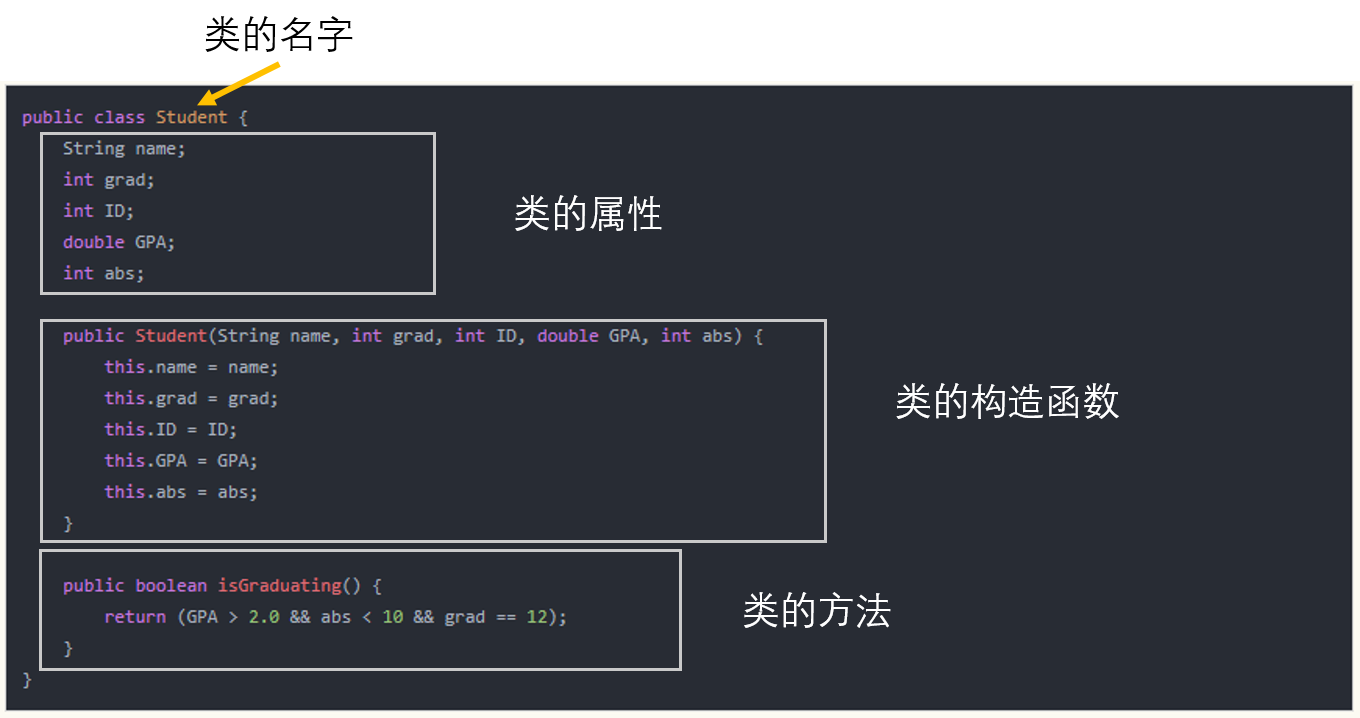 类的名字
public class Student {
String name;
int grad;
int ID;
double GPA;
int abs;
类的属性
public Student(String name, int grad, int ID, double GPA, int abs) {
this.name = name;
this.grad = grad;
this.ID = ID;
this.GPA = GPA;
this.abs = abs;
}
类的构造函数
public boolean isGraduating() {
return (GPA > 2.0 && abs < 10 && grad == 12);
}
类的方法
}